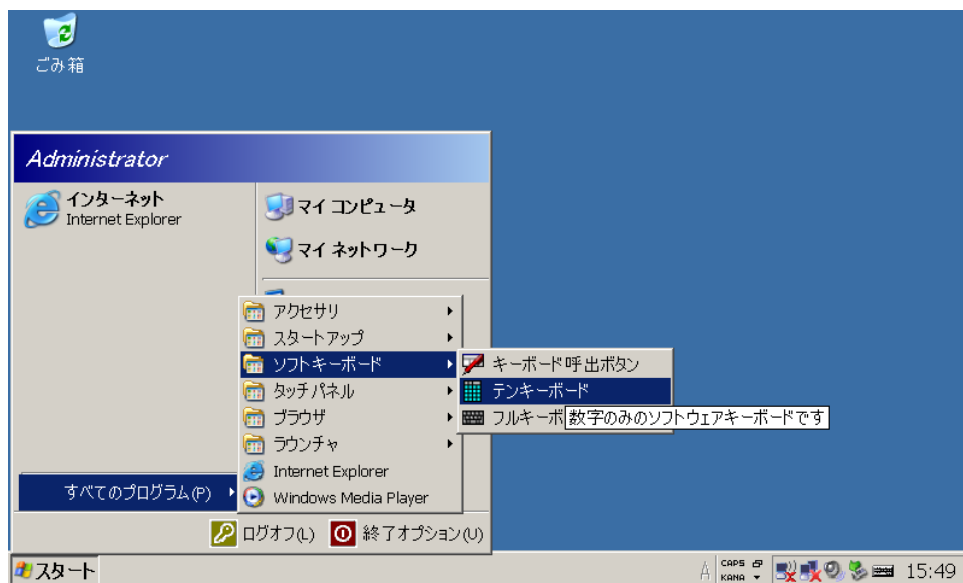 ごみ箱
Administrator
インターネット
Internet Explorer
マイ コンピュータ
マイ ネットワーク
アクセサリ
スタートアップ
ソフトキーボード
タッチパネル
ブラウザ
ラウンチャ
Internet Explorer
Windows Media Player
キーボード呼出ボタン
テンキーボード
フルキーボ
数字のみのソフトウェアキーボードです
すべてのプログラム(P)
ログオフ(L)
終了オプション(U)
スタート
A
CAPS
KANA
15:49